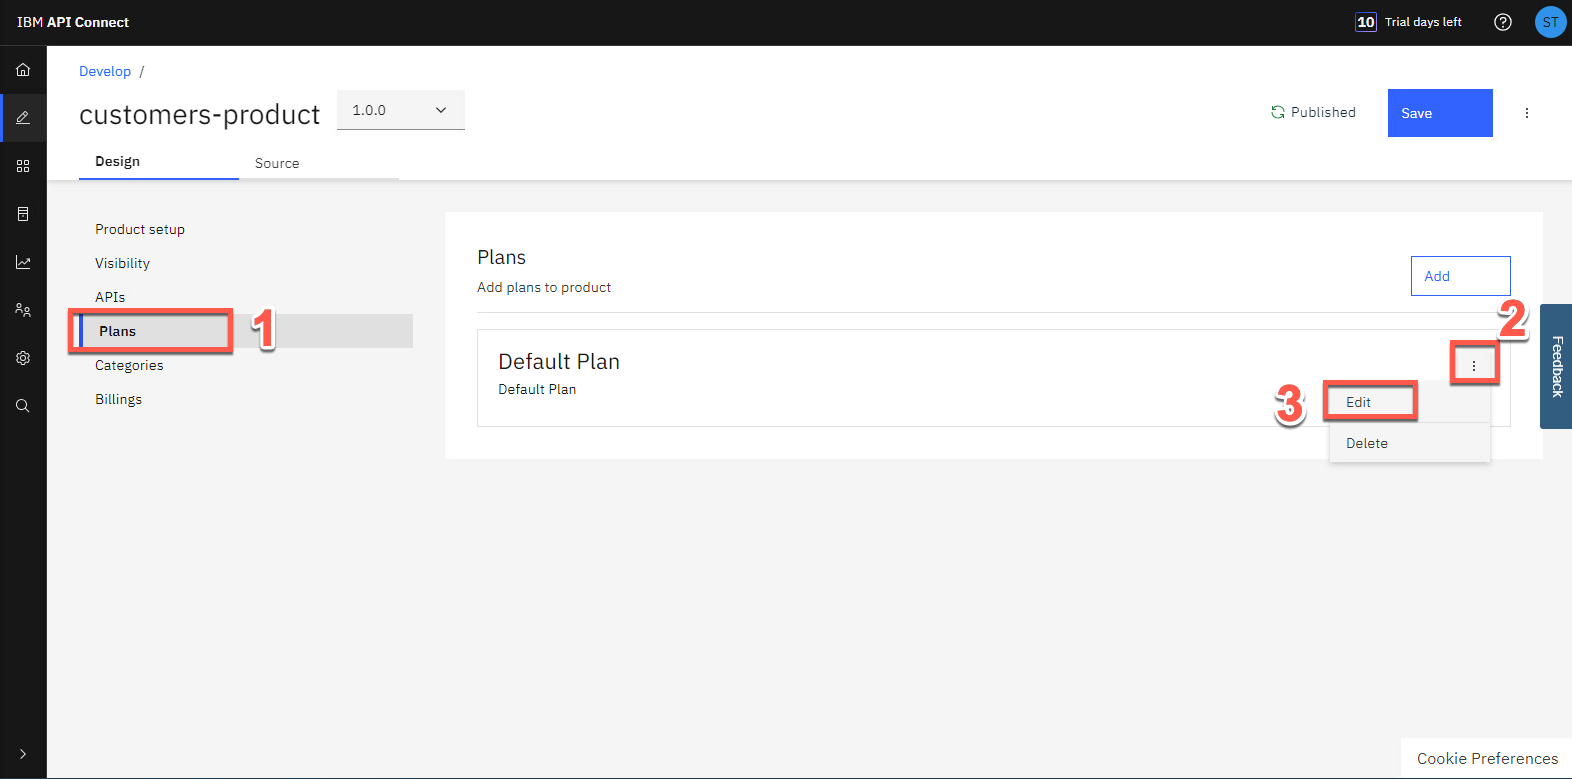 IBM API Connect
10 Trial days left
ST
Develop /
customers-product
1.0.0
Published
Save
Design
Source
Product setup
Visibility
APIs
Plans
1
Categories
Billings
Plans
Add plans to product
Add
2
Default Plan
Default Plan
3
Edit
Delete
Feedback
Cookie Preferences